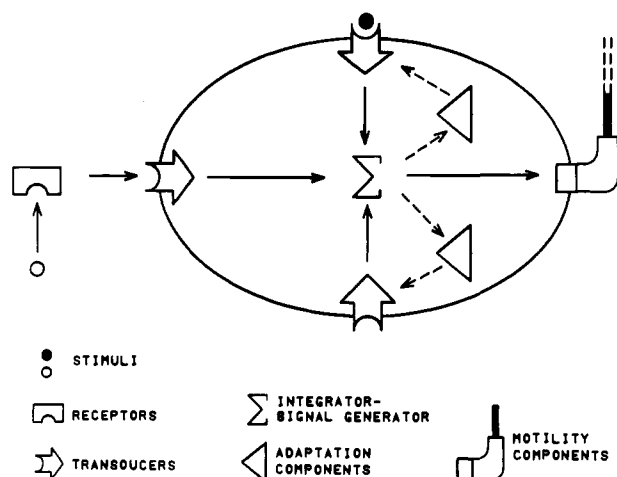 STIMULI
RECEPTORS
TRANSOUCERS
INTEGRATOR-
SIGNAL GENERATOR
ADAPTATION
COMPONENTS
MOTILITY
COMPONENTS